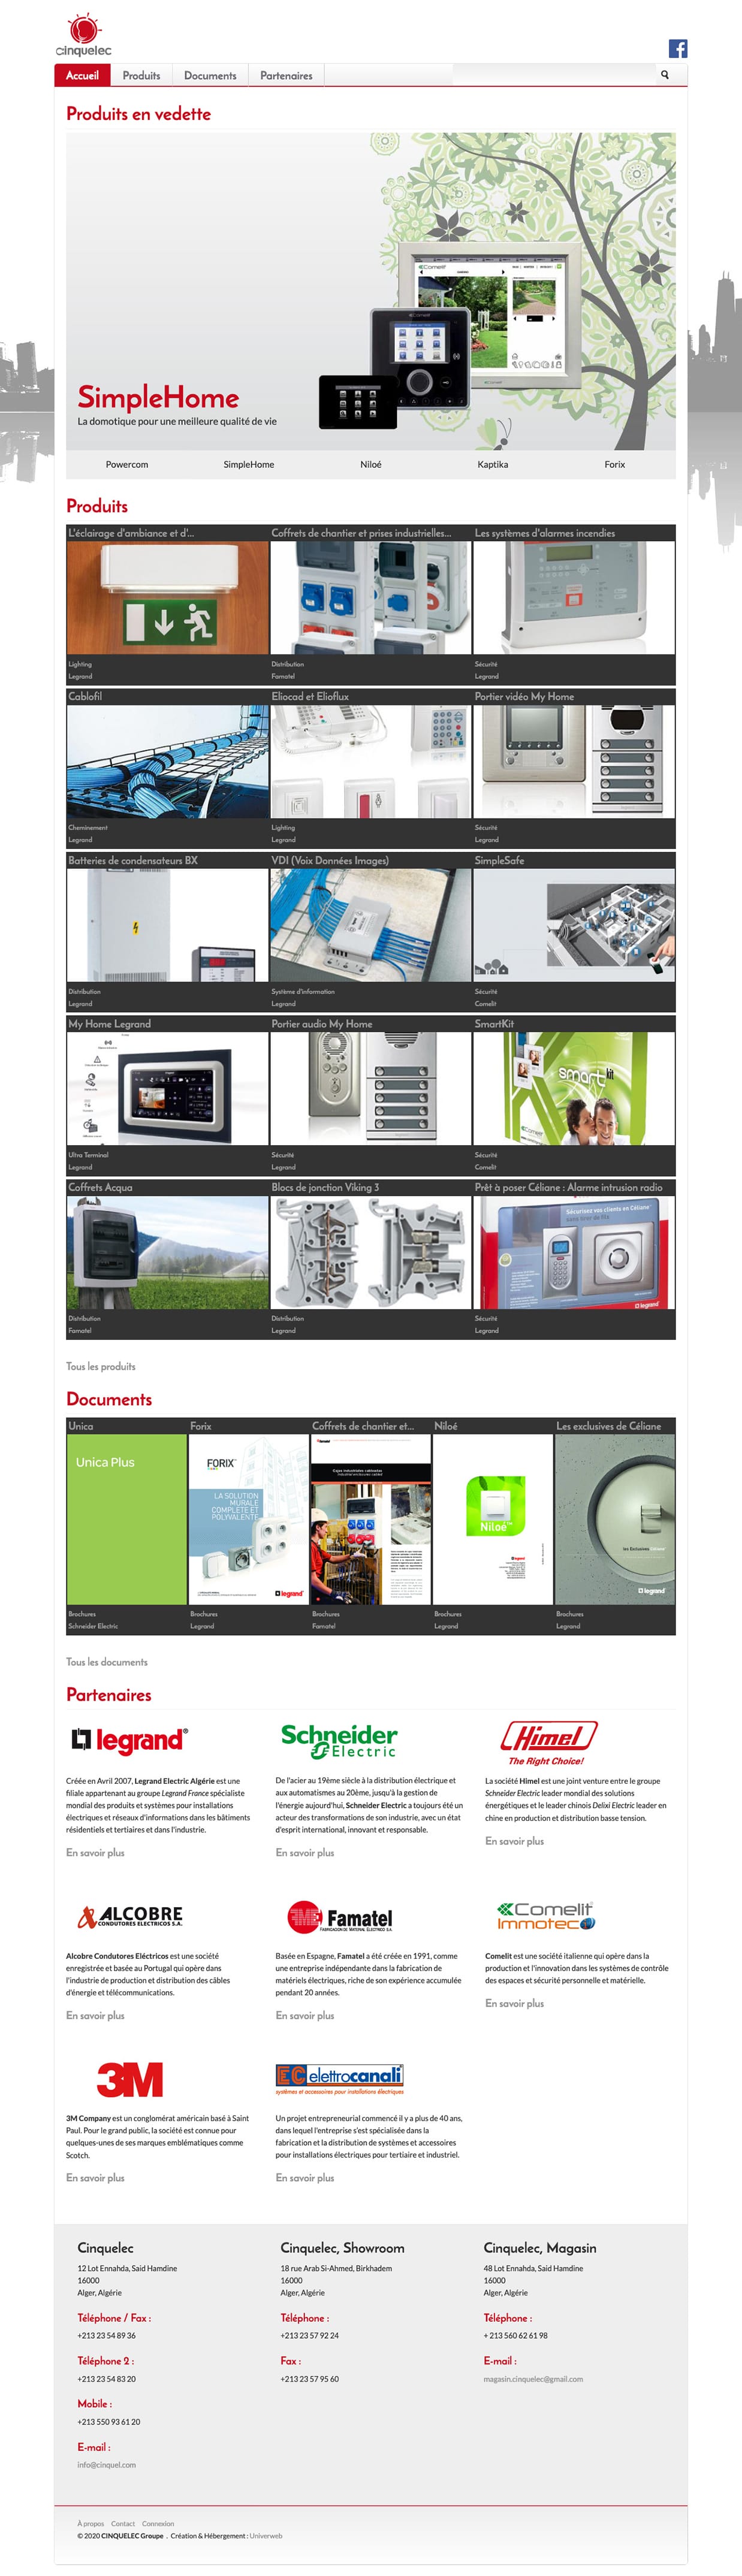 cinquelec
Accueil Produits Documents Partenaires
Produits en vedette
SimpleHome
La domotique pour une meilleure qualité de vie
Powercom SimpleHome Niloé Kaptika Forix
Produits
L'éclairage d'ambiance et d'... Coffrets de chantier et prises industrielles... Les systèmes d'alarmes incendies
Lighting Distribution Sécurité
Legrand Famatel Legrand
Cablofil Eliocad et Elioflux Portier vidéo My Home
Cheminement Lighting Sécurité
Legrand Legrand Legrand
Batteries de condensateurs BX VDI (Voix Données Images) SimpleSafe
Distribution Système d'information Sécurité
Legrand Legrand Comelit
My Home Legrand Portier audio My Home SmartKit
smart kit
Ultra Terminal Sécurité Sécurité
Legrand Legrand Comelit
Coffrets Acqua Blocs de jonction Viking 3 Prêt à poser Céliane : Alarme intrusion radio
Sécurisez vos clients en Céliane
legrand
Distribution Distribution Sécurité
Famatel Legrand Legrand
Tous les produits
Documents
Unica Forix Coffrets de chantier et... Niloé Les exclusives de Céliane
Unica Plus
FORIX
LA SOLUTION
MURALE
COMPLÈTE ET
POLYVALENTE
legrand
Niloé
les Exclusives Céliane
legrand
Brochures Brochures Brochures Brochures Brochures
Schneider Electric Legrand Famatel Legrand Legrand
Tous les documents
Partenaires
legrand®
Schneider Electric
Himel
The Right Choice!
Créée en Avril 2007, Legrand Electric Algérie est une
filiale appartenant au groupe Legrand France spécialiste
mondial des produits et systèmes pour installations
électriques et réseaux d'informations dans les bâtiments
résidentiels et tertiaires et dans l'industrie.
En savoir plus
De l'acier au 19ème siècle à la distribution électrique et
aux automatismes au 20ème, jusqu'à la gestion de
l'énergie aujourd'hui, Schneider Electric a toujours été un
acteur des transformations de son industrie, avec un état
d'esprit international, innovant et responsable.
En savoir plus
La société Himel est une joint venture entre le groupe
Schneider Electric leader mondial des solutions
énergétiques et le leader chinois Delixi Electric leader en
chine en production et distribution basse tension.
En savoir plus
ALCOBRE
CONDUTORES ELECTRICOS S.A.
Famatel
FABRICACION DE MATERIAL ELECTRICO S.A.
Comelit
Immotec
Alcobre Condutores Eléctricos est une société
enregistrée et basée au Portugal qui opère dans
l'industrie de production et distribution des câbles
d'énergie et télécommunications.
En savoir plus
Basée en Espagne, Famatel a été créée en 1991, comme
une entreprise indépendante dans la fabrication de
matériels électriques, riche de son expérience accumulée
pendant 20 années.
En savoir plus
Comelit est une société italienne qui opère dans la
production et l'innovation dans les systèmes de contrôle
des espaces et sécurité personnelle et matérielle.
En savoir plus
3M
EC elettrocanali
systèmes et accessoires pour installations électriques
3M Company est un conglomérat américain basé à Saint
Paul. Pour le grand public, la société est connue pour
quelques-unes de ses marques emblématiques comme
Scotch.
En savoir plus
Un projet entrepreneurial commencé il y a plus de 40 ans,
dans lequel l'entreprise s'est spécialisée dans la
fabrication et la distribution de systèmes et accessoires
pour installations électriques pour tertiaire et industriel.
En savoir plus
Cinquelec
12 Lot Ennahda, Said Hamdine
16000
Alger, Algérie
Téléphone / Fax :
+213 23 54 89 36
Téléphone 2 :
+213 23 54 83 20
Mobile :
+213 550 93 61 20
E-mail :
info@cinquel.com
Cinquelec, Showroom
18 rue Arab Si-Ahmed, Birkhadem
16000
Alger, Algérie
Téléphone :
+213 23 57 92 24
Fax :
+213 23 57 95 60
Cinquelec, Magasin
48 Lot Ennahda, Said Hamdine
16000
Alger, Algérie
Téléphone :
+ 213 560 62 61 98
E-mail :
magasin.cinquelec@gmail.com
À propos Contact Connexion
© 2020 CINQUELEC Groupe . Création & Hébergement : Univerweb